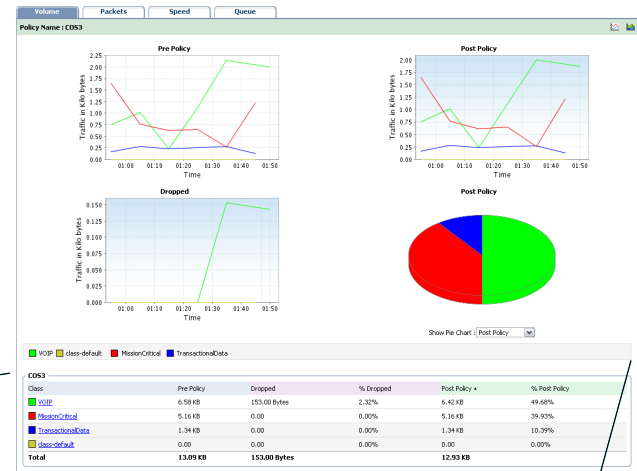 Volume Packets Speed Queue
Policy Name : COS3
Pre Policy
Traffic in Kilo bytes
2.25
2.00
1.75
1.50
1.25
1.00
0.75
0.50
0.25
0.00
01:00 01:10 01:20 01:30 01:40 01:50
Time
Post Policy
Traffic in Kilo bytes
2.00
1.75
1.50
1.25
1.00
0.75
0.50
0.25
0.00
01:00 01:10 01:20 01:30 01:40 01:50
Time
Dropped
Traffic in Kilo bytes
0.150
0.125
0.100
0.075
0.050
0.025
0.000
01:00 01:10 01:20 01:30 01:40 01:50
Time
Post Policy
Show Pie Chart : Post Policy
VOIP class-default MissionCritical TransactionalData
COS3
Class Pre Policy Dropped % Dropped Post Policy % Post Policy
VOIP 6.58 KB 153.00 Bytes 2.32% 6.42 KB 49.68%
MissionCritical 5.16 KB 0.00 0.00% 5.16 KB 39.93%
TransactionalData 1.34 KB 0.00 0.00% 1.34 KB 10.39%
class-default 0.00 0.00 0.00% 0.00 0.00%
Total 13.09 KB 153.00 Bytes 12.93 KB